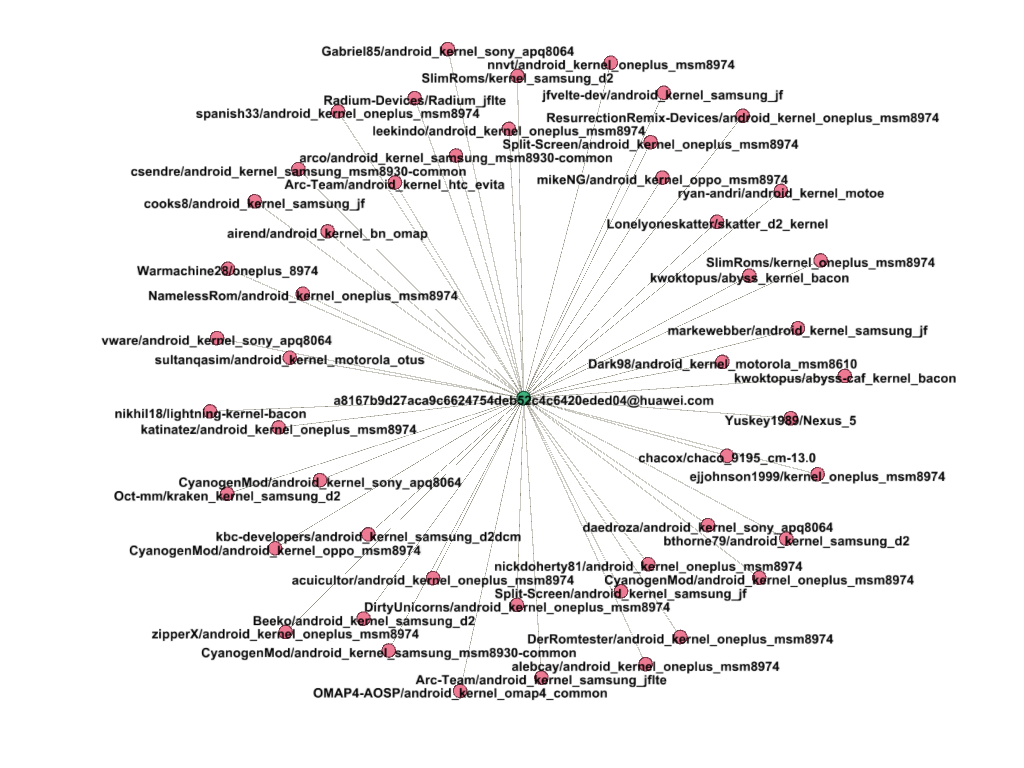 Gabriel85/android_kernel_sony_apq8064
nnvt/android_kernel_oneplus_msm8974
SlimRoms/kernel_samsung_d2
jfvelte-dev/android_kernel_samsung_jf
Radium-Devices/Radium_jflte
spanish33/android_kernel_oneplus_msm8974
ResurrectionRemix-Devices/android_kernel_oneplus_msm8974
leekindo/android_kernel_oneplus_msm8974
Split-Screen/android_kernel_oneplus_msm8974
arco/android_kernel_samsung_msm8930-common
csendre/android_kernel_samsung_msm8930-common
mikeNG/android_kernel_oppo_msm8974
Arc-Team/android_kernel_htc_evita
ryan-andri/android_kernel_motoe
cooks8/android_kernel_samsung_jf
Lonelyoneskatter/skatter_d2_kernel
airend/android_kernel_bn_omap
SlimRoms/kernel_oneplus_msm8974
Warmachine28/oneplus_8974
kwoktopus/abyss_kernel_bacon
NamelessRom/android_kernel_oneplus_msm8974
markewebber/android_kernel_samsung_jf
vware/android_kernel_sony_apq8064
sultanqasim/android_kernel_motorola_otus
Dark98/android_kernel_motorola_msm8610
kwoktopus/abyss-caf_kernel_bacon
a8167b9d27aca9c6624754deb52c4c6420eded04@huawei.com
nikhil18/lightning-kernel-bacon
Yuskey1989/Nexus_5
katinatez/android_kernel_oneplus_msm8974
chacox/chaco_9195_cm-13.0
ejjohnson1999/kernel_oneplus_msm8974
CyanogenMod/android_kernel_sony_apq8064
Oct-mm/kraken_kernel_samsung_d2
daedroza/android_kernel_sony_apq8064
kbc-developers/android_kernel_samsung_d2dcm
bthorne79/android_kernel_samsung_d2
CyanogenMod/android_kernel_oppo_msm8974
nickdoherty81/android_kernel_oneplus_msm8974
acuicultor/android_kernel_oneplus_msm8974
CyanogenMod/android_kernel_oneplus_msm8974
Split-Screen/android_kernel_samsung_jf
DirtyUnicorns/android_kernel_oneplus_msm8974
Beeko/android_kernel_samsung_d2
zipperX/android_kernel_oneplus_msm8974
DerRomtester/android_kernel_oneplus_msm8974
CyanogenMod/android_kernel_samsung_msm8930-common
alebcay/android_kernel_oneplus_msm8974
Arc-Team/android_kernel_samsung_jflte
OMAP4-AOSP/android_kernel_omap4_common